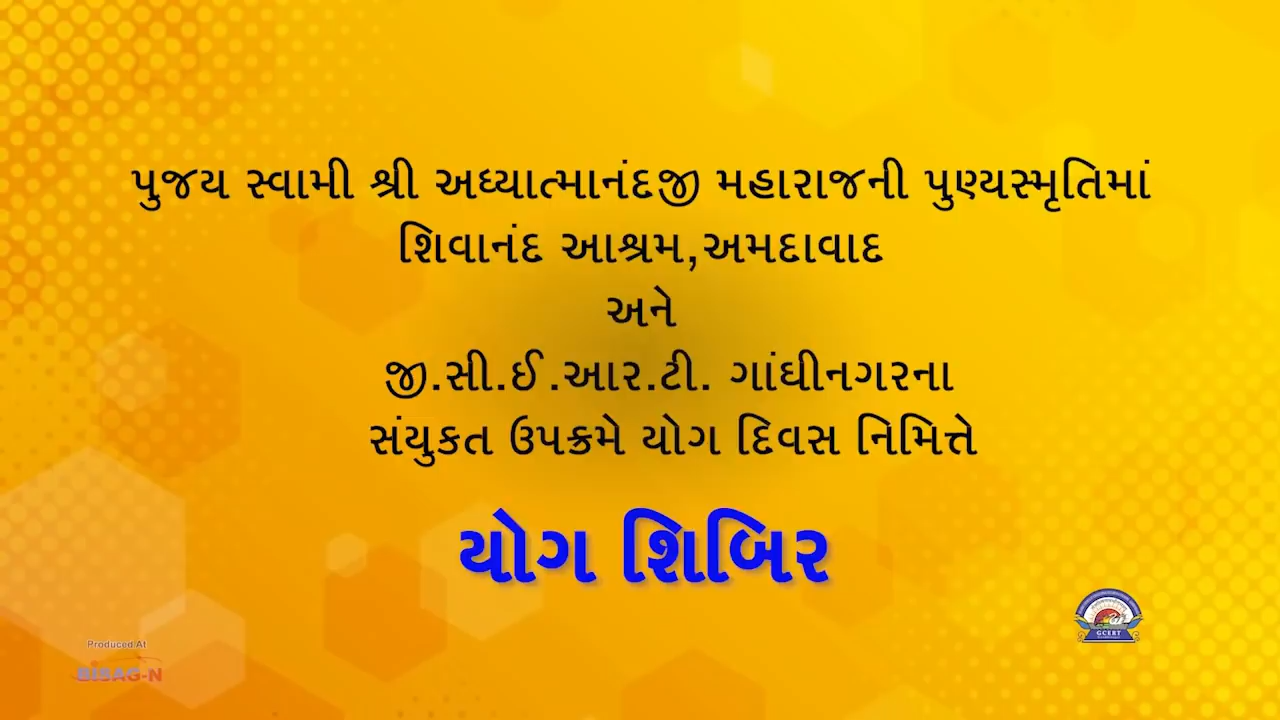 પુજય સ્વામી શ્રી અધ્યાત્માનંદજી મહારાજની પુણ્યસ્મૃતિમાં
શિવાનંદ આશ્રમ,અમદાવાદ
અને
જી.સી.ઈ.આર.ટી. ગાંધીનગરના
સંયુકત ઉપક્રમે યોગ દિવસ નિમિત્તે
યોગ શિબિર
GCERT
Produced At
BISAG-N